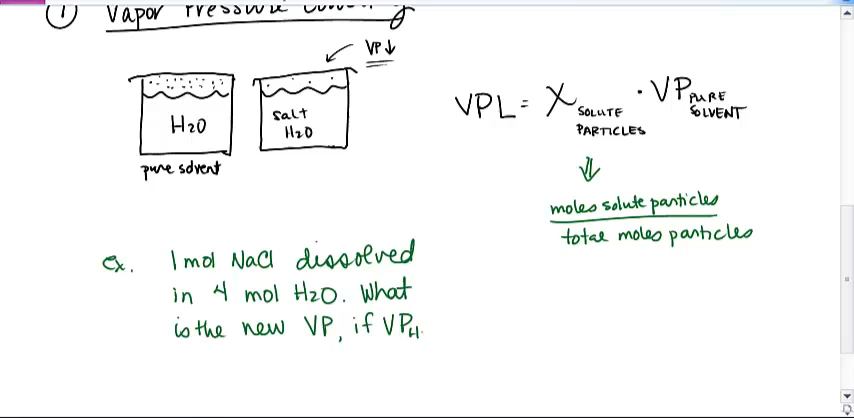 ① Vapor Pressure
VP↓
H2O
salt
H2O
pure solvent
VPL = X SOLUTE PARTICLES · VP PURE SOLVENT
moles solute particles
total moles particles
ex. 1 mol NaCl dissolved
in 4 mol H2O. What
is the new VP, if VPH